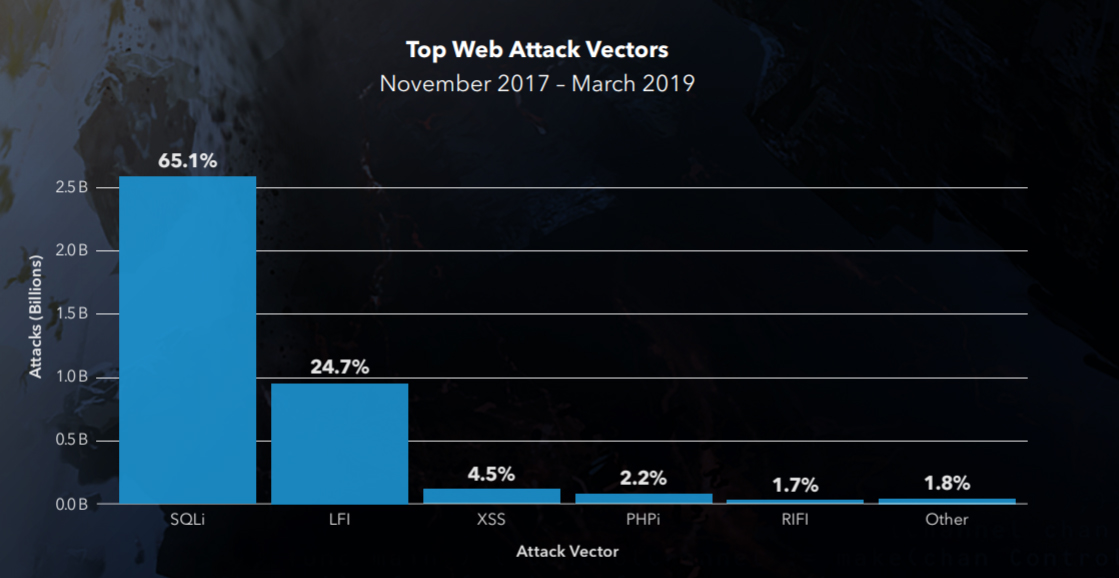 Top Web Attack Vectors
November 2017 – March 2019
65.1%
2.5 B
2.0 B
1.5 B
24.7%
1.0 B
0.5 B
4.5%
2.2%
1.7%
1.8%
0.0 B
Attacks (Billions)
SQLi LFI XSS PHPi RIFI Other
Attack Vector